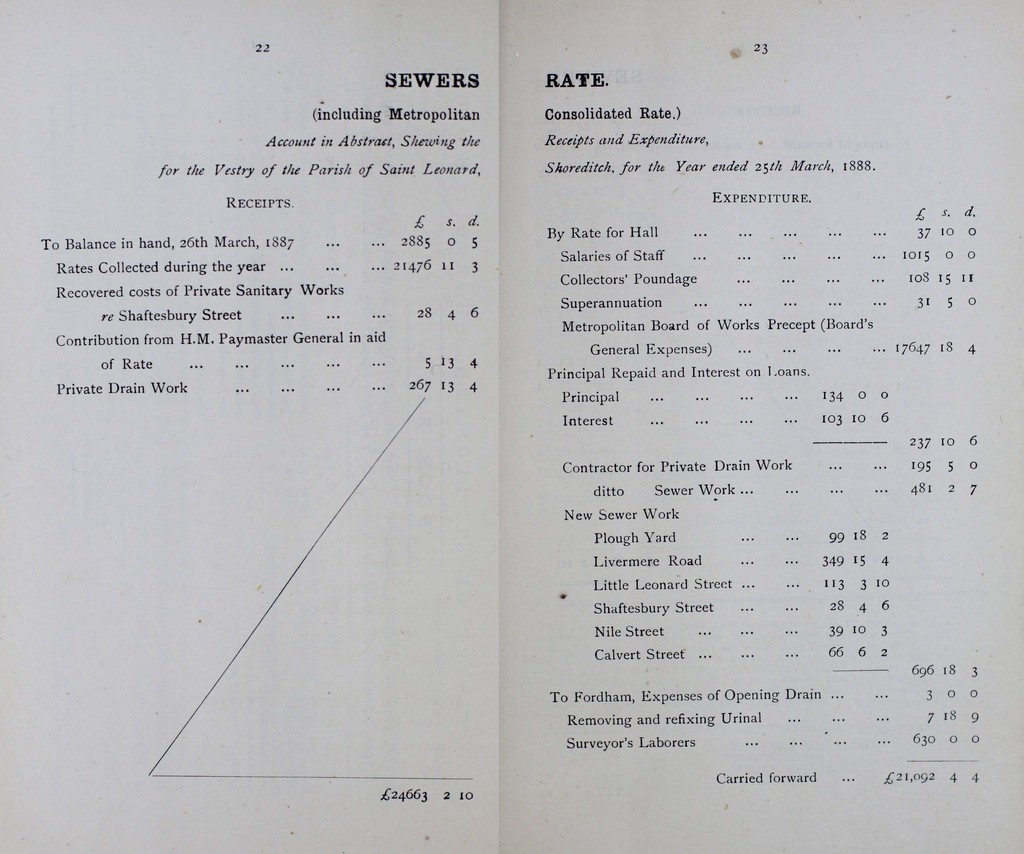 22
SEWERS
(including Metropolitan
Account in Abstract, Shewing the
for the Vestry of the Parish of Saint Leonard,
RECEIPTS.
£ s. d.
To Balance in hand, 26th March, 1887 ... ... 2885 0 5
Rates Collected during the year ... ... ... 21476 11 3
Recovered costs of Private Sanitary Works
re Shaftesbury Street ... ... ... 28 4 6
Contribution from H.M. Paymaster General in aid
of Rate ... ... ... ... ... 5 13 4
Private Drain Work ... ... ... ... 267 13 4
£24663 2 10
23
RATE.
Consolidated Rate.)
Receipts and Expenditure,
Shoreditch, for the Year ended 25th March, 1888.
EXPENDITURE.
£ s. d.
By Rate for Hall ... ... ... ... ... 37 10 0
Salaries of Staff ... ... ... ... ... 1015 0 0
Collectors' Poundage ... ... ... ... 108 15 11
Superannuation ... ... ... ... ... 31 5 0
Metropolitan Board of Works Precept (Board's
General Expenses) ... ... ... ... 17647 18 4
Principal Repaid and Interest on Loans.
Principal ... ... ... ... 134 0 0
Interest ... ... ... ... 103 10 6
237 10 6
Contractor for Private Drain Work ... ... 195 5 0
ditto Sewer Work ... ... ... ... 481 2 7
New Sewer Work
Plough Yard ... ... 99 18 2
Livermere Road ... ... 349 15 4
Little Leonard Street ... ... 113 3 10
Shaftesbury Street ... ... 28 4 6
Nile Street ... ... ... 39 10 3
Calvert Street ... ... ... 66 6 2
696 18 3
To Fordham, Expenses of Opening Drain ... ... 3 0 0
Removing and refixing Urinal ... ... ... 7 18 9
Surveyor's Laborers ... ... ... ... 630 0 0
Carried forward ... £21,092 4 4